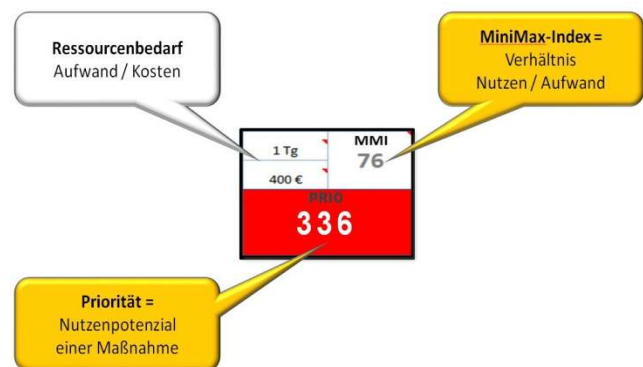 Ressourcenbedarf
Aufwand / Kosten
MiniMax-Index =
Verhältnis
Nutzen / Aufwand
1 Tg
400 €
MMI
76
PRIO
336
Priorität =
Nutzenpotenzial
einer Maßnahme